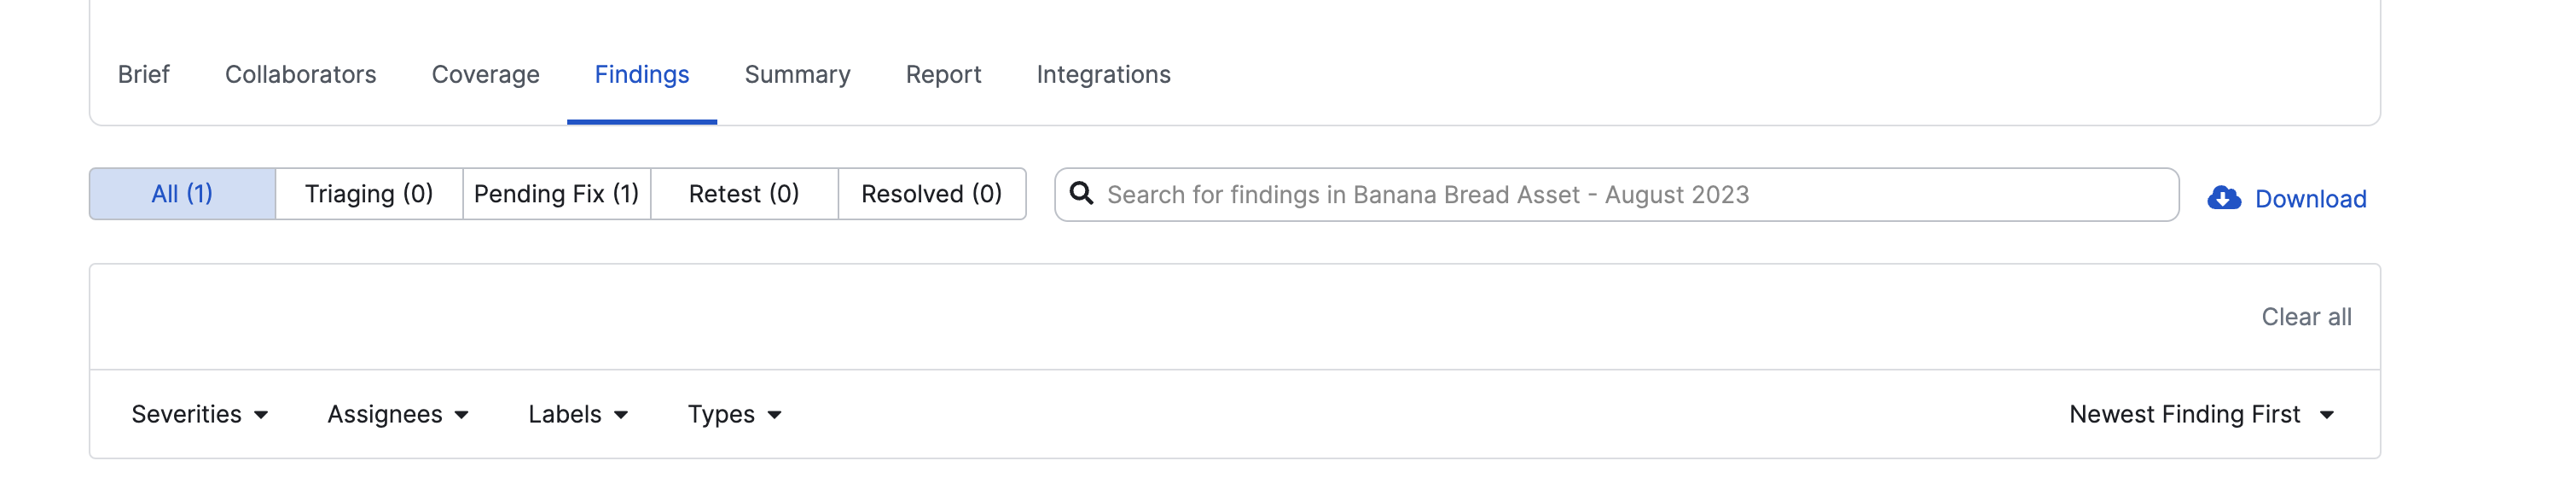 Brief Collaborators Coverage Findings Summary Report Integrations
All (1) Triaging (0) Pending Fix (1) Retest (0) Resolved (0) Search for findings in Banana Bread Asset - August 2023 Download
Clear all
Severities Assignees Labels Types Newest Finding First